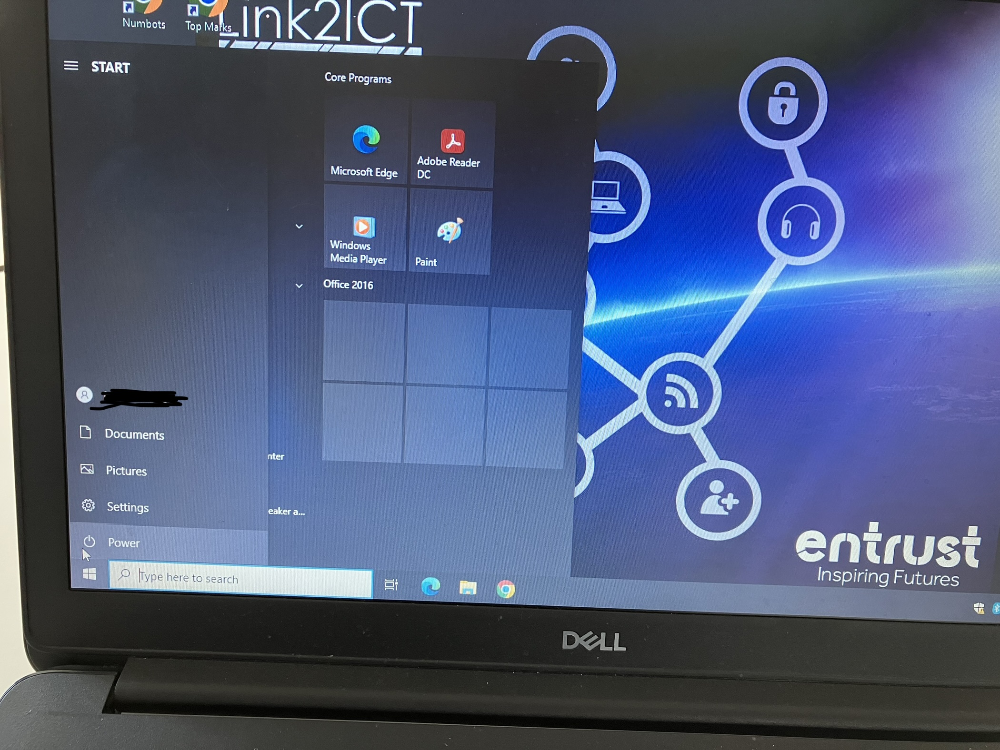 Numbots
Top Marks
Link2ICT
START
Core Programs
Microsoft Edge
Adobe Reader
DC
Windows
Media Player
Paint
Office 2016
Documents
nter
Pictures
Settings
eaker a...
Power
Type here to search
entrust
Inspiring Futures
DELL